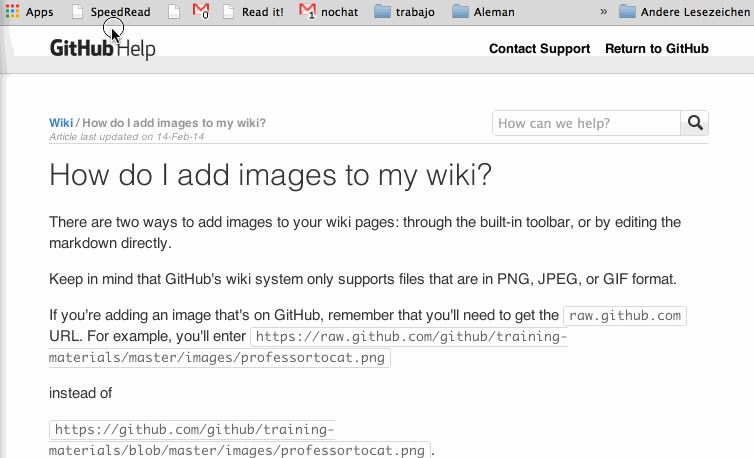 Apps SpeedRead 0 Read it! 1 nochat trabajo Aleman » Andere Lesezeichen
GitHub Help Contact Support Return to GitHub
Wiki / How do I add images to my wiki?
Article last updated on 14-Feb-14
How can we help?
How do I add images to my wiki?
There are two ways to add images to your wiki pages: through the built-in toolbar, or by editing the
markdown directly.
Keep in mind that GitHub's wiki system only supports files that are in PNG, JPEG, or GIF format.
If you're adding an image that's on GitHub, remember that you'll need to get the raw.github.com
URL. For example, you'll enter https://raw.github.com/github/training-
materials/master/images/professortocat.png
instead of
https://github.com/github/training-
materials/blob/master/images/professortocat.png.